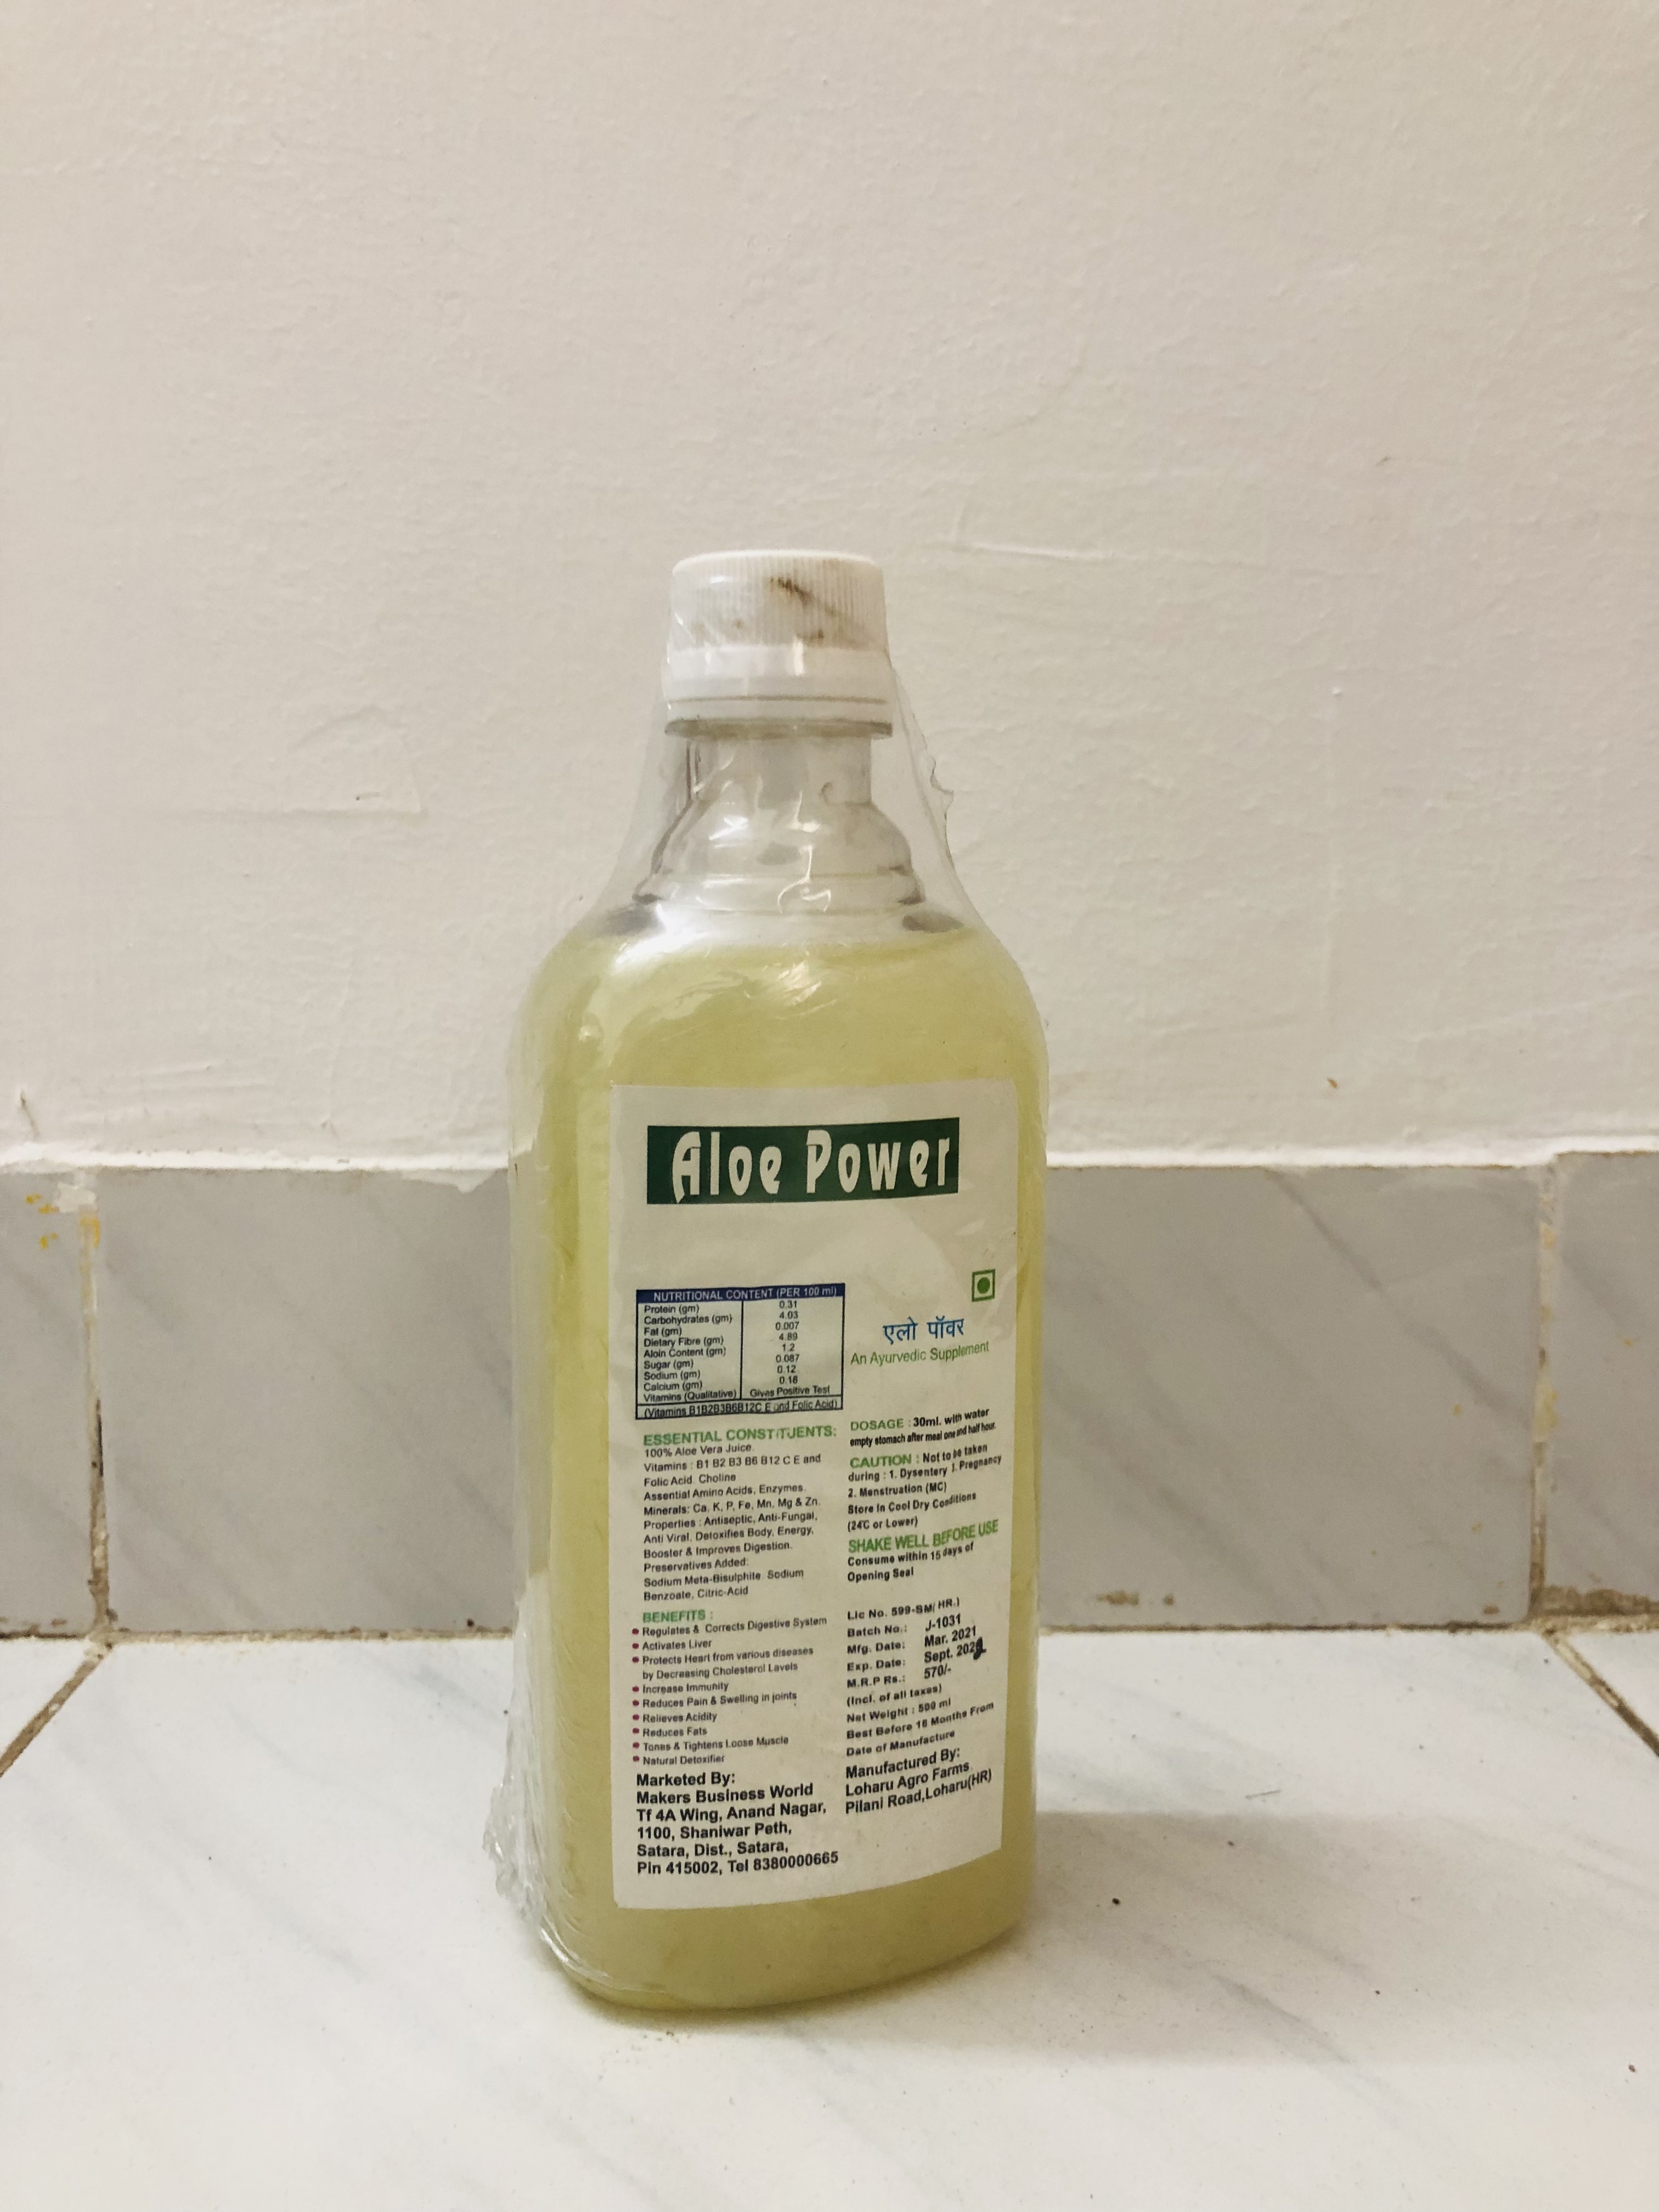 Aloe Power
NUTRITIONAL CONTENT (PER 100 ml)
Protein (gm) 0.31
Carbohydrates (gm) 4.03
Fat (gm) 0.007
Dietary Fibre (gm) 4.89
Aloin Content (gm) 1.2
Sugar (gm) 0.087
Sodium (gm) 0.12
Calcium (gm) 0.18
Vitamins (Qualitative) Gives Positive Test
(Vitamins B1B2B3B6B12C E and Folic Acid)
एलो पॉवर
An Ayurvedic Supplement
ESSENTIAL CONSTITUENTS:
100% Aloe Vera Juice.
Vitamins : B1 B2 B3 B6 B12 C E and
Folic Acid. Choline
Assential Amino Acids, Enzymes.
Minerals: Ca, K, P, Fe, Mn, Mg & Zn.
Properties : Antiseptic, Anti-Fungal,
Anti Viral, Detoxifies Body, Energy,
Booster & Improves Digestion.
Preservatives Added:
Sodium Meta-Bisulphite. Sodium
Benzoate, Citric-Acid
BENEFITS :
Regulates & Corrects Digestive System
Activates Liver
Protects Heart from various diseases
by Decreasing Cholesterol Lavels
Increase Immunity
Reduces Pain & Swelling in joints
Relieves Acidity
Reduces Fats
Tones & Tightens Loose Muscle
Natural Detoxifier
Marketed By:
Makers Business World
Tf 4A Wing, Anand Nagar,
1100, Shaniwar Peth,
Satara, Dist., Satara,
Pin 415002, Tel 8380000665
DOSAGE : 30ml. with water
empty stomach after meal one and half hour.
CAUTION : Not to be taken
during : 1. Dysentery I. Pregnancy
2. Menstruation (MC)
Store In Cool Dry Conditions
(24C or Lower)
SHAKE WELL BEFORE USE
Consume within 15 days of
Opening Seal
Lic No. 599-SM( HR.)
Batch No.: J-1031
Mfg. Date: Mar. 2021
Exp. Date: Sept. 2022
M.R.P Rs.: 570/-
(Incl. of all taxes)
Net Weight : 500 ml
Best Before 18 Months From
Date of Manufacture
Manufactured By:
Loharu Agro Farms
Pilani Road,Loharu(HR)